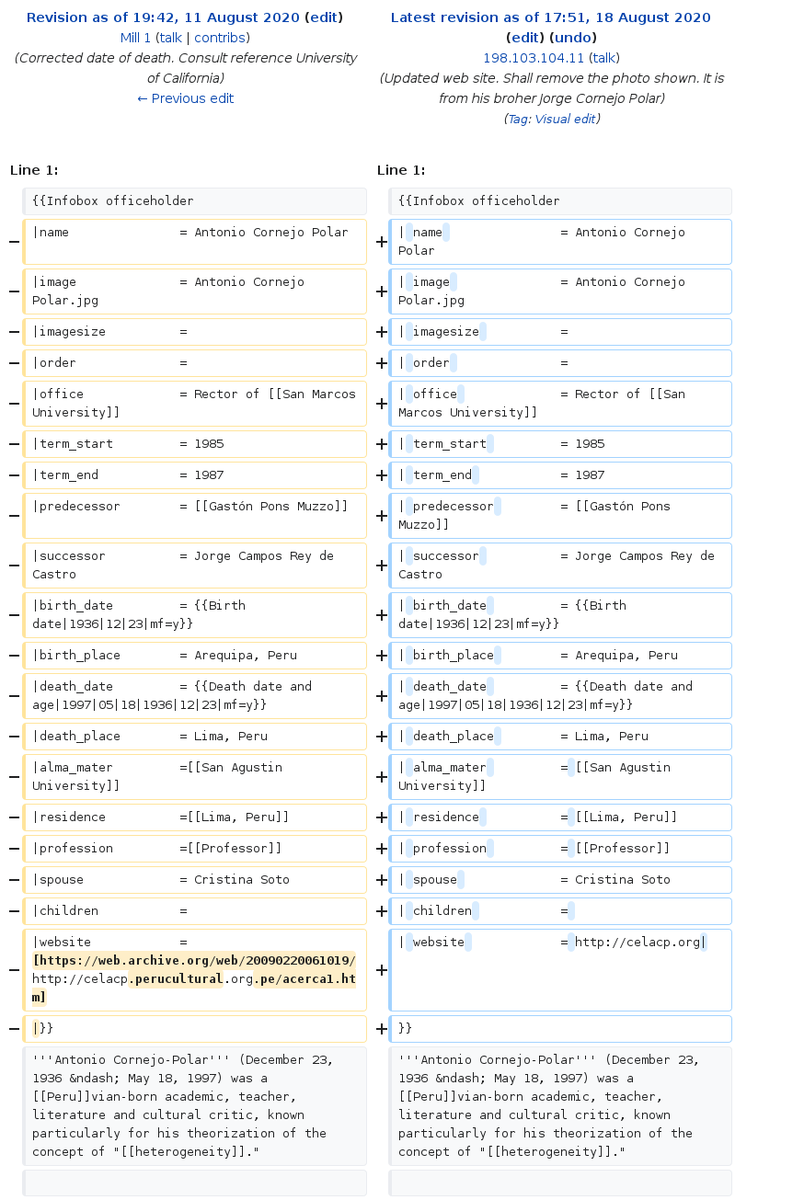 Revision as of 19:42, 11 August 2020 (edit)
Mill 1 (talk | contribs)
(Corrected date of death. Consult reference University
of California)
← Previous edit
Latest revision as of 17:51, 18 August 2020
(edit) (undo)
198.103.104.11 (talk)
(Updated web site. Shall remove the photo shown. It is
from his broher Jorge Cornejo Polar)
(Tag: Visual edit)
Line 1:
Line 1:
{{Infobox officeholder
{{Infobox officeholder
− |name = Antonio Cornejo Polar
+ | name = Antonio Cornejo
Polar
− |image = Antonio Cornejo
Polar.jpg
+ | image = Antonio Cornejo
Polar.jpg
− |imagesize =
+ | imagesize =
− |order =
+ | order =
− |office = Rector of [[San Marcos
University]]
+ | office = Rector of [[San
Marcos University]]
− |term_start = 1985
+ | term_start = 1985
− |term_end = 1987
+ | term_end = 1987
− |predecessor = [[Gastón Pons Muzzo]]
+ | predecessor = [[Gastón Pons
Muzzo]]
− |successor = Jorge Campos Rey de
Castro
+ | successor = Jorge Campos Rey de
Castro
− |birth_date = {{Birth
date|1936|12|23|mf=y}}
+ | birth_date = {{Birth
date|1936|12|23|mf=y}}
− |birth_place = Arequipa, Peru
+ | birth_place = Arequipa, Peru
− |death_date = {{Death date and
age|1997|05|18|1936|12|23|mf=y}}
+ | death_date = {{Death date and
age|1997|05|18|1936|12|23|mf=y}}
− |death_place = Lima, Peru
+ | death_place = Lima, Peru
− |alma_mater =[[San Agustin
University]]
+ | alma_mater = [[San Agustin
University]]
− |residence =[[Lima, Peru]]
+ | residence = [[Lima, Peru]]
− |profession =[[Professor]]
+ | profession = [[Professor]]
− |spouse = Cristina Soto
+ | spouse = Cristina Soto
− |children =
+ | children =
− |website =
[https://web.archive.org/web/20090220061019/
http://celacp.perucultural.org.pe/acerca1.ht
m]
+ | website = http://celacp.org|
− |}}
+ }}
'''Antonio Cornejo-Polar''' (December 23,
1936 &ndash; May 18, 1997) was a
[[Peru]]vian-born academic, teacher,
literature and cultural critic, known
particularly for his theorization of the
concept of "[[heterogeneity]]."
'''Antonio Cornejo-Polar''' (December 23,
1936 &ndash; May 18, 1997) was a
[[Peru]]vian-born academic, teacher,
literature and cultural critic, known
particularly for his theorization of the
concept of "[[heterogeneity]]."